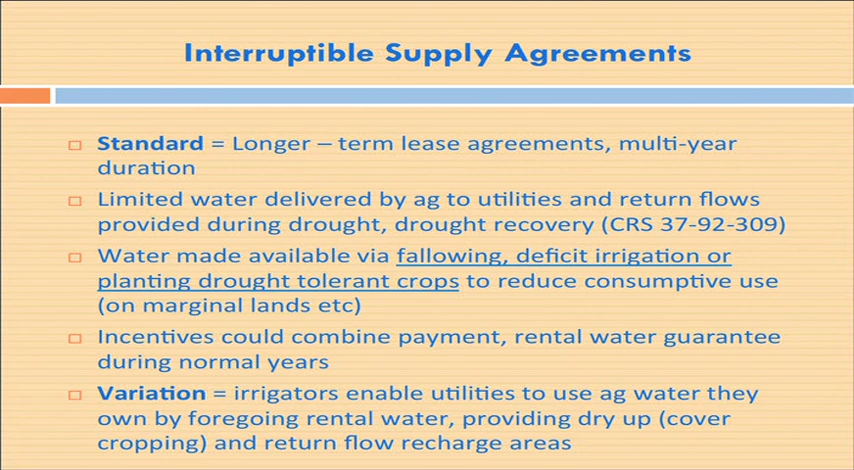 Interruptible Supply Agreements
Standard = Longer – term lease agreements, multi-year
duration
Limited water delivered by ag to utilities and return flows
provided during drought, drought recovery (CRS 37-92-309)
Water made available via fallowing, deficit irrigation or
planting drought tolerant crops to reduce consumptive use
(on marginal lands etc)
Incentives could combine payment, rental water guarantee
during normal years
Variation = irrigators enable utilities to use ag water they
own by foregoing rental water, providing dry up (cover
cropping) and return flow recharge areas